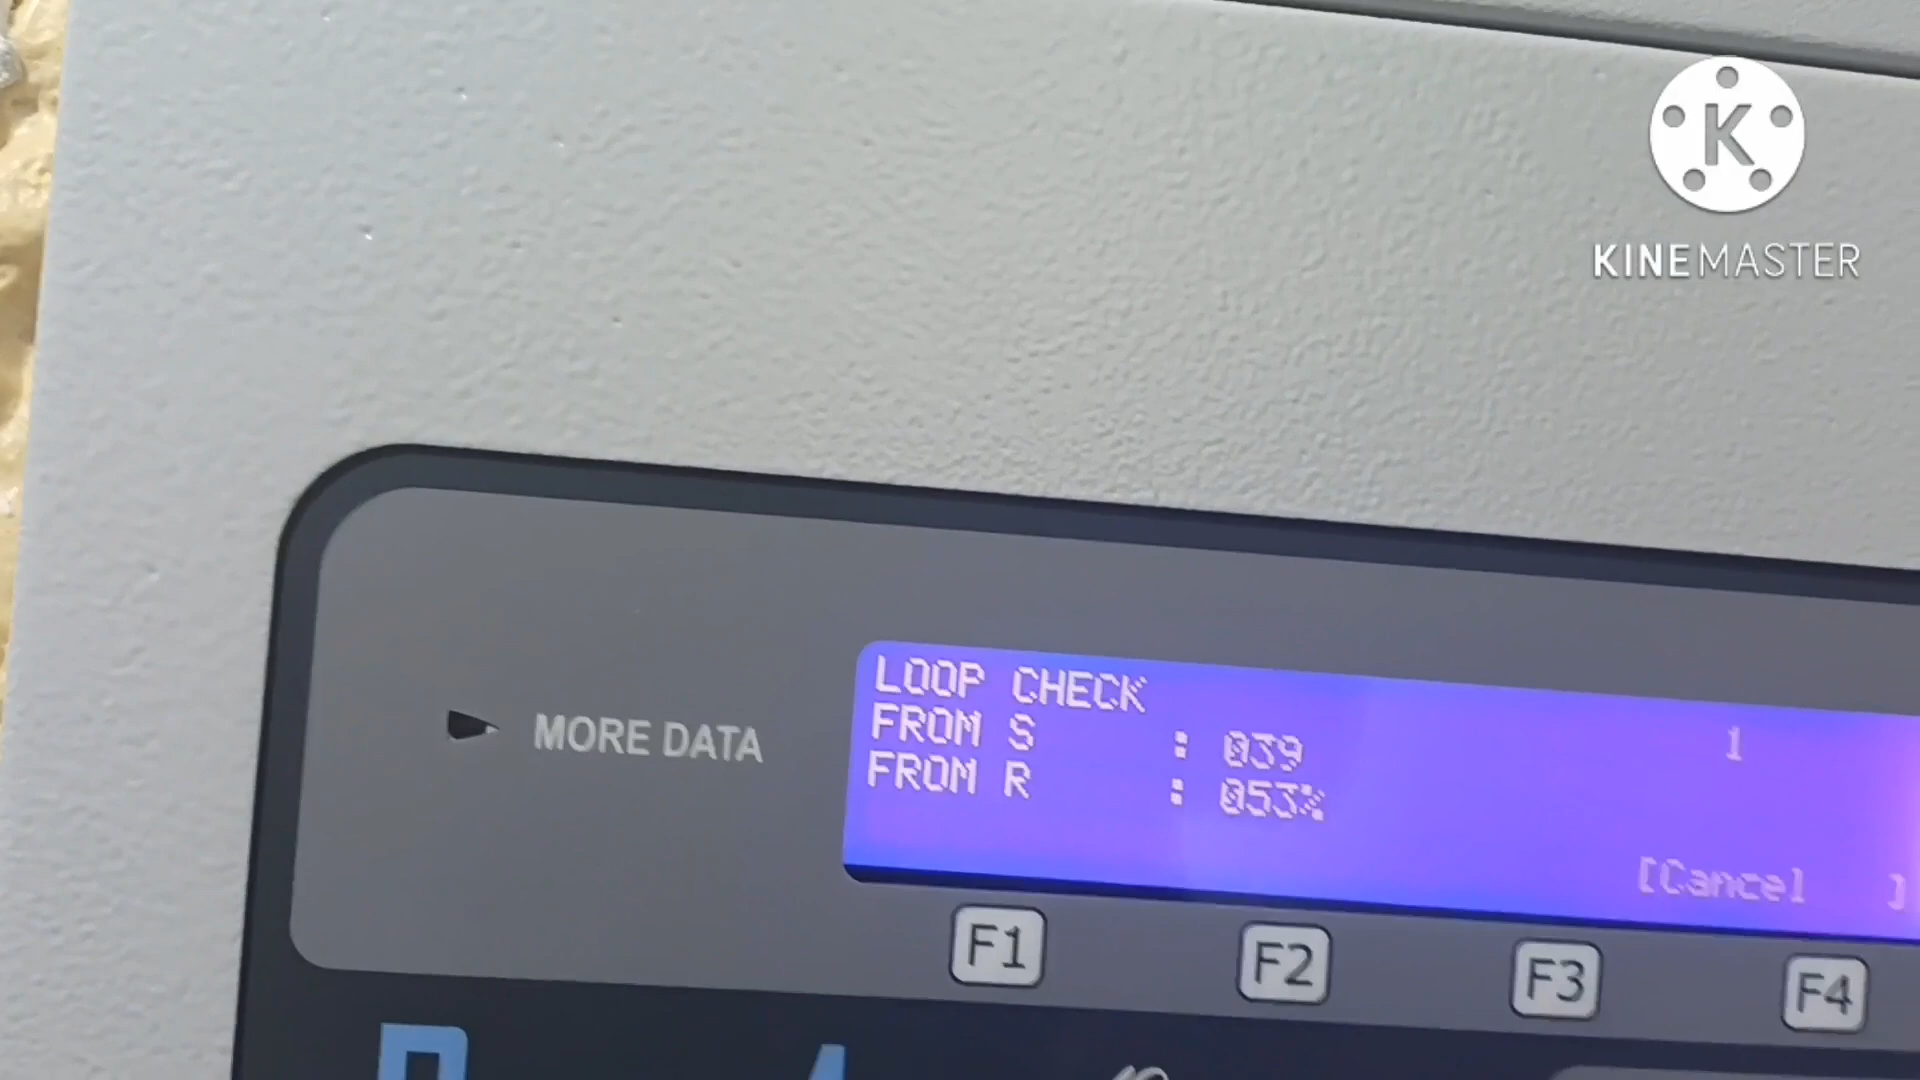 K
KINEMASTER
MORE DATA
LOOP CHECK
FROM S : 039 1
FROM R : 053%
[Cancel ]
F1 F2 F3 F4